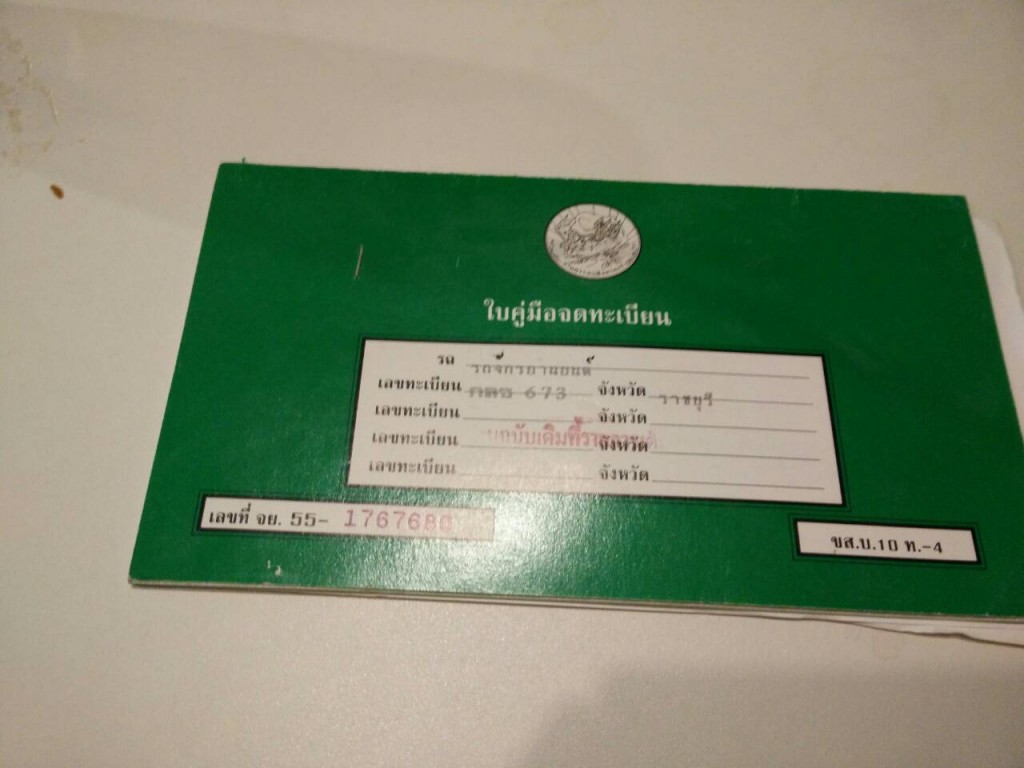 ใบคู่มือจดทะเบียน
รถ รถจักรยานยนต์
เลขทะเบียน 673 จังหวัด ราชบุรี
เลขทะเบียน จังหวัด
เลขทะเบียน จังหวัด
เลขทะเบียน จังหวัด
เลขที่ จย. 55- 1767680
ขส.บ.10 ท.-4